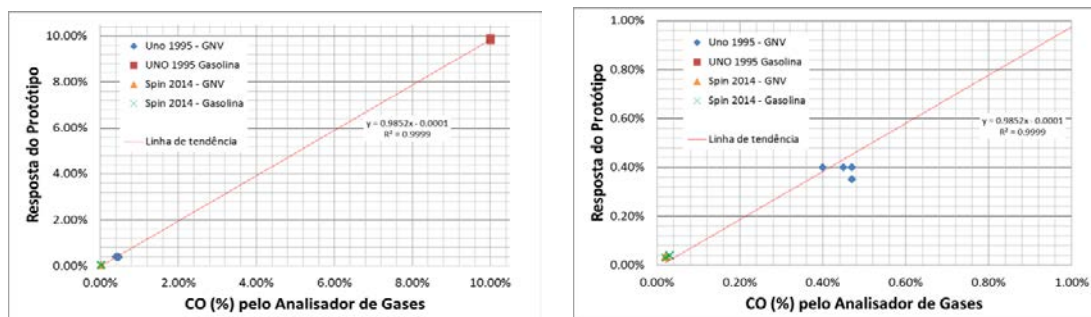 10.00%
8.00%
6.00%
4.00%
2.00%
0.00%
Resposta do Protótipo
Uno 1995 - GNV
UNO 1995 Gasolina
Spin 2014 - GNV
Spin 2014 - Gasolina
Linha de tendência
y = 0.9852x - 0.0001
R² = 0.9999
0.00% 2.00% 4.00% 6.00% 8.00% 10.00%
CO (%) pelo Analisador de Gases
1.00%
0.80%
0.60%
0.40%
0.20%
0.00%
Resposta do Protótipo
Uno 1995 - GNV
UNO 1995 Gasolina
Spin 2014 - GNV
Spin 2014 - Gasolina
Linha de tendência
y = 0.9852x - 0.0001
R² = 0.9999
0.00% 0.20% 0.40% 0.60% 0.80% 1.00%
CO (%) pelo Analisador de Gases